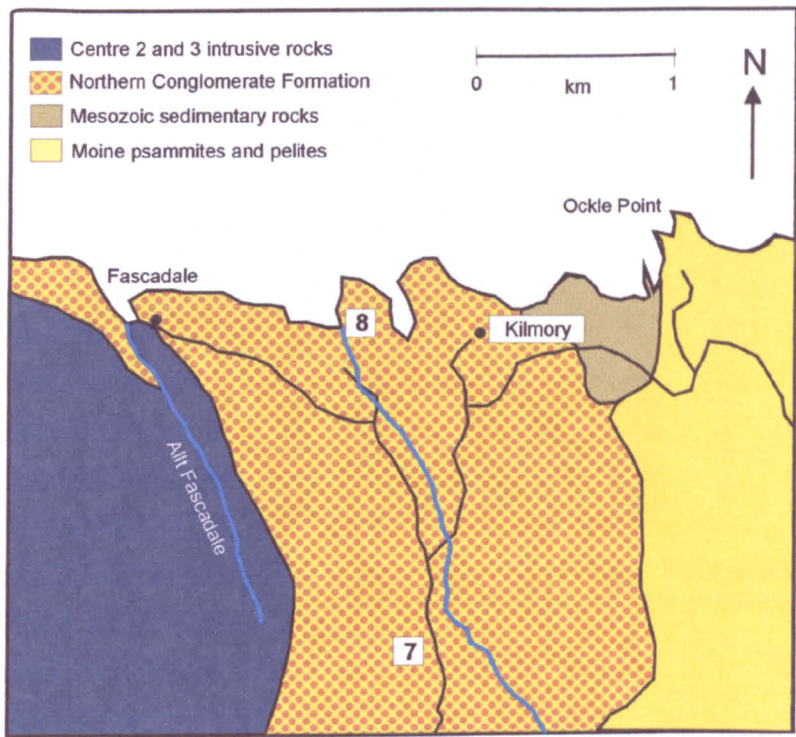 Centre 2 and 3 intrusive rocks
Northern Conglomerate Formation
Mesozoic sedimentary rocks
Moine psammites and pelites
0 1
km
N
Ockle Point
Fascadale
8
Kilmory
Allt Fascadale
7